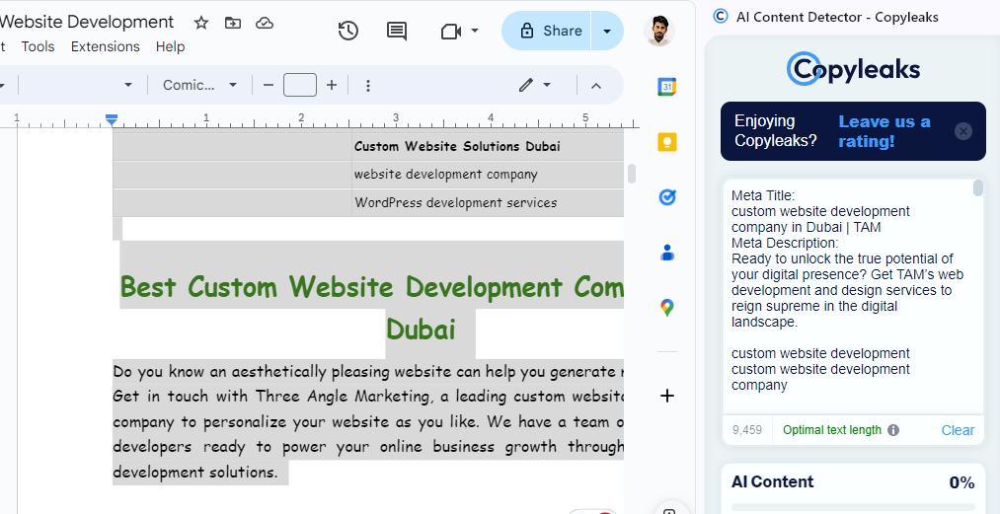 Website Development
t Tools Extensions Help
Share
Comic...
1 1 2 3 4 5
Custom Website Solutions Dubai
website development company
WordPress development services
Best Custom Website Development Com
Dubai
Do you know an aesthetically pleasing website can help you generate
Get in touch with Three Angle Marketing, a leading custom website
company to personalize your website as you like. We have a team o
developers ready to power your online business growth through
development solutions.
31
AI Content Detector - Copyleaks
Copyleaks
Enjoying Leave us a
Copyleaks? rating!
Meta Title:
custom website development
company in Dubai | TAM
Meta Description:
Ready to unlock the true potential of
your digital presence? Get TAM's web
development and design services to
reign supreme in the digital
landscape.
custom website development
custom website development
company
9,459 Optimal text length Clear
AI Content 0%